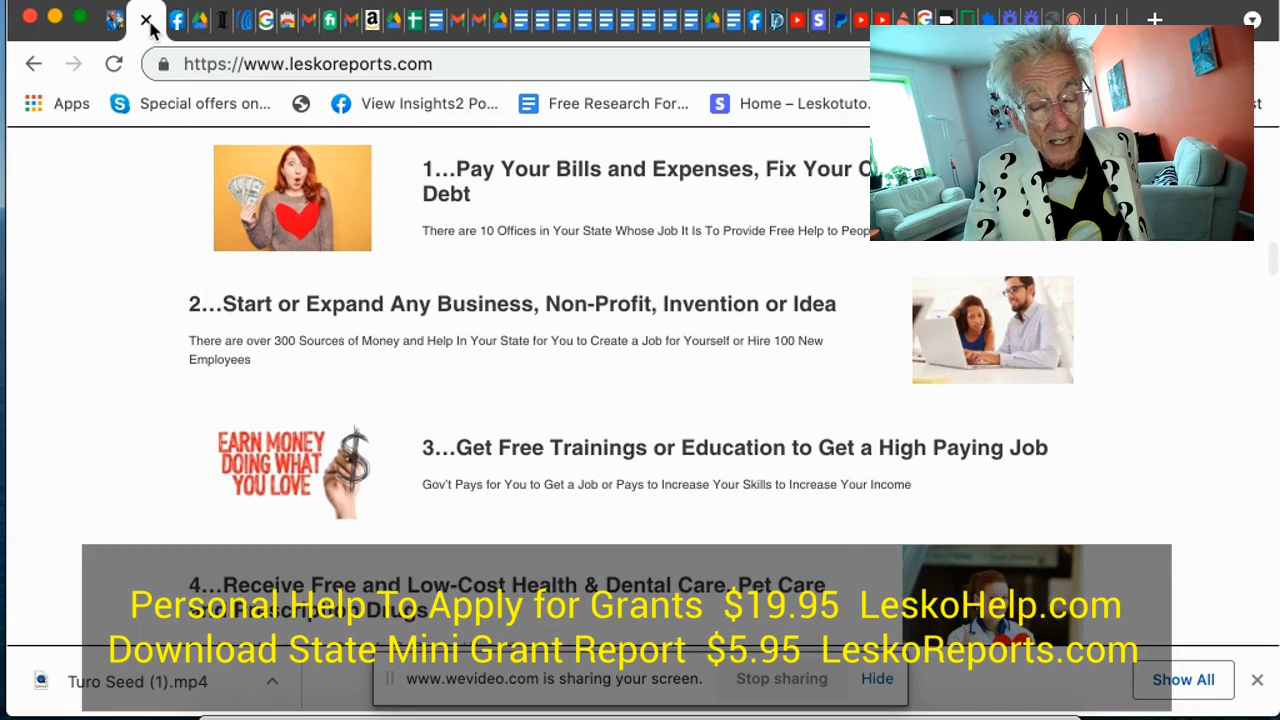 https://www.leskoreports.com
Apps
Special offers on...
View Insights2 Po...
Free Research For...
Home – Leskotuto.
st
1...Pay Your Bills and Expenses, Fix Your C
Debt
There are 10 Offices in Your State Whose Job It Is To Provide Free Help to Peop
2...Start or Expand Any Business, Non-Profit, Invention or Idea
There are over 300 Sources of Money and Help In Your State for You to Create a Job for Yourself or Hire 100 New
Employees
EARN MONEY
DOING WHAT
YOU LOVE
3...Get Free Trainings or Education to Get a High Paying Job
Gov't Pays for You to Get a Job or Pays to Increase Your Skills to Increase Your Income
4...Receive Free and Low-Cost Health & Dental Care, Pet Care
Prescription Drugs
Personal Help To Apply for Grants $19.95 LeskoHelp.com
Download State Mini Grant Report $5.95 LeskoReports.com
Turo Seed (1).mp4
www.wevideo.com is sharing your screen.
Stop sharing
Hide
Show All